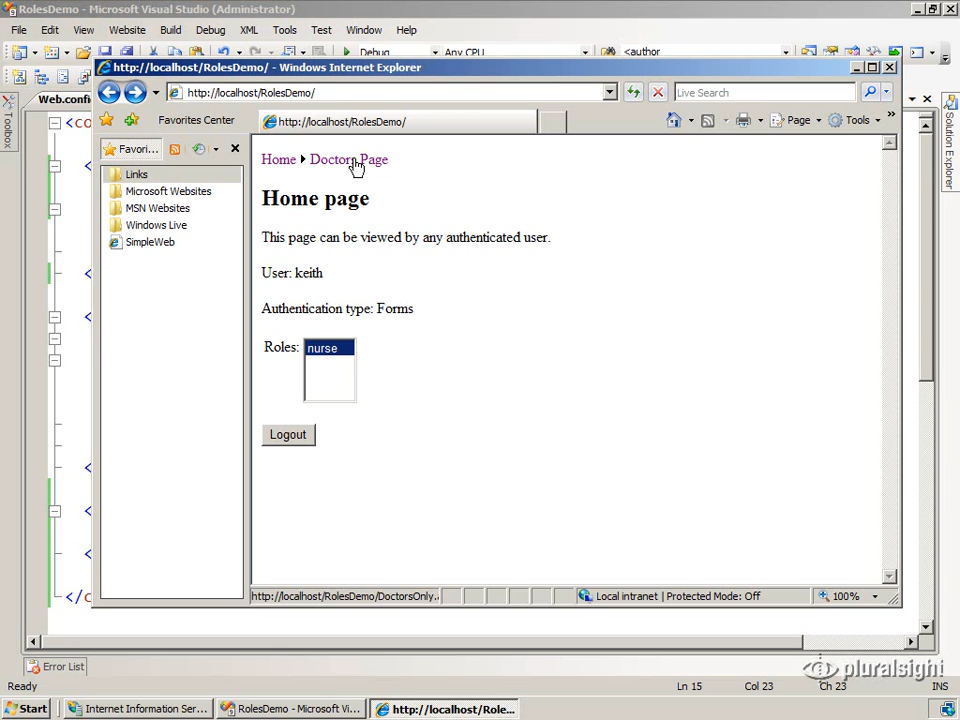 RolesDemo - Microsoft Visual Studio (Administrator)
File Edit View Website Build Debug XML Tools Test Window Help
Debug Any CPU <author
Web.confi
Toolbox
Solution Explorer
http://localhost/RolesDemo/ - Windows Internet Explorer
http://localhost/RolesDemo/ Live Search
Favorites Center http://localhost/RolesDemo/ Page Tools
Favori...
Links
Microsoft Websites
MSN Websites
Windows Live
SimpleWeb
Home Doctors Page
Home page
This page can be viewed by any authenticated user.
User: keith
Authentication type: Forms
Roles: nurse
Logout
<co
<
<
<
<
<
<
</c
http://localhost/RolesDemo/DoctorsOnly. Local intranet | Protected Mode: Off 100%
Error List
pluralsight
Ready Ln 15 Col 23 Ch 23 INS
Start Internet Information Ser... RolesDemo - Microsoft Vi... http://localhost/Role...